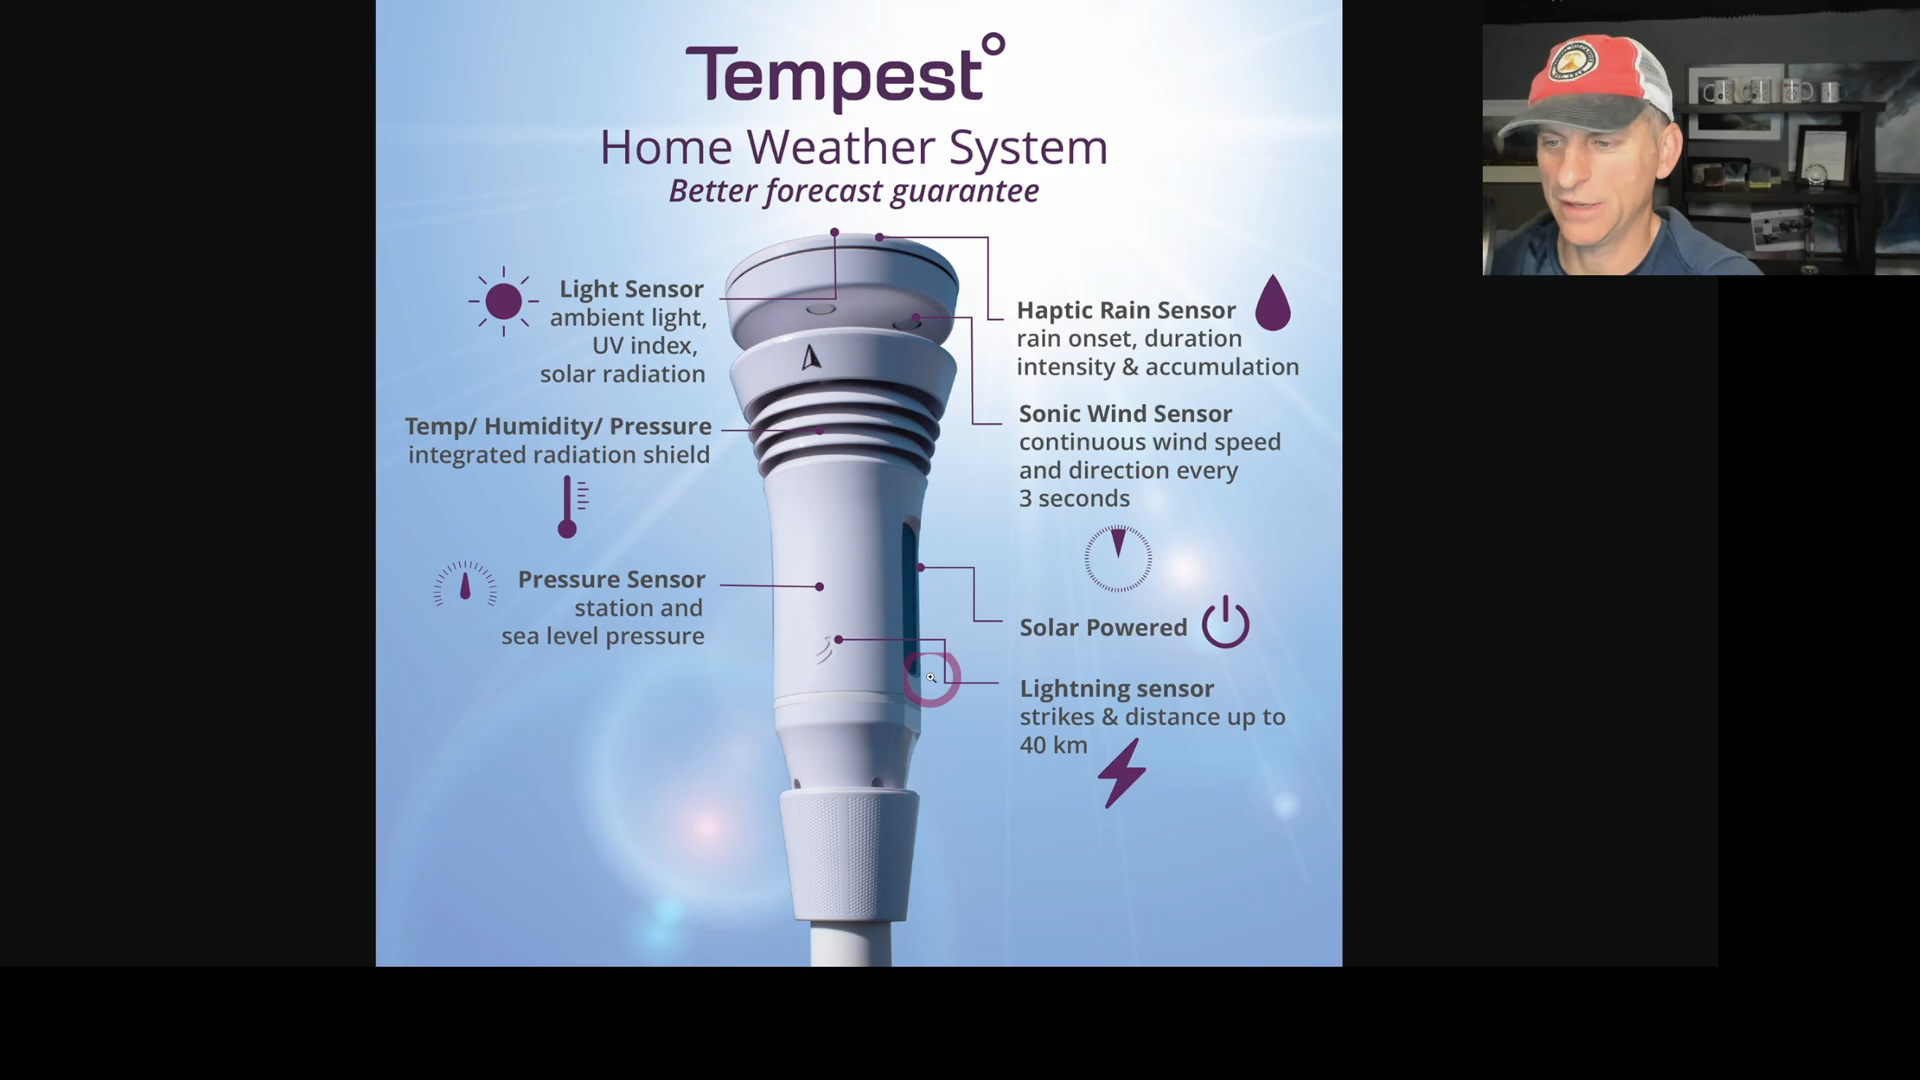 Tempest°
Home Weather System
Better forecast guarantee
Light Sensor
ambient light,
UV index,
solar radiation
Temp/ Humidity/ Pressure
integrated radiation shield
Pressure Sensor
station and
sea level pressure
Haptic Rain Sensor
rain onset, duration
intensity & accumulation
Sonic Wind Sensor
continuous wind speed
and direction every
3 seconds
Solar Powered
Lightning sensor
strikes & distance up to
40 km